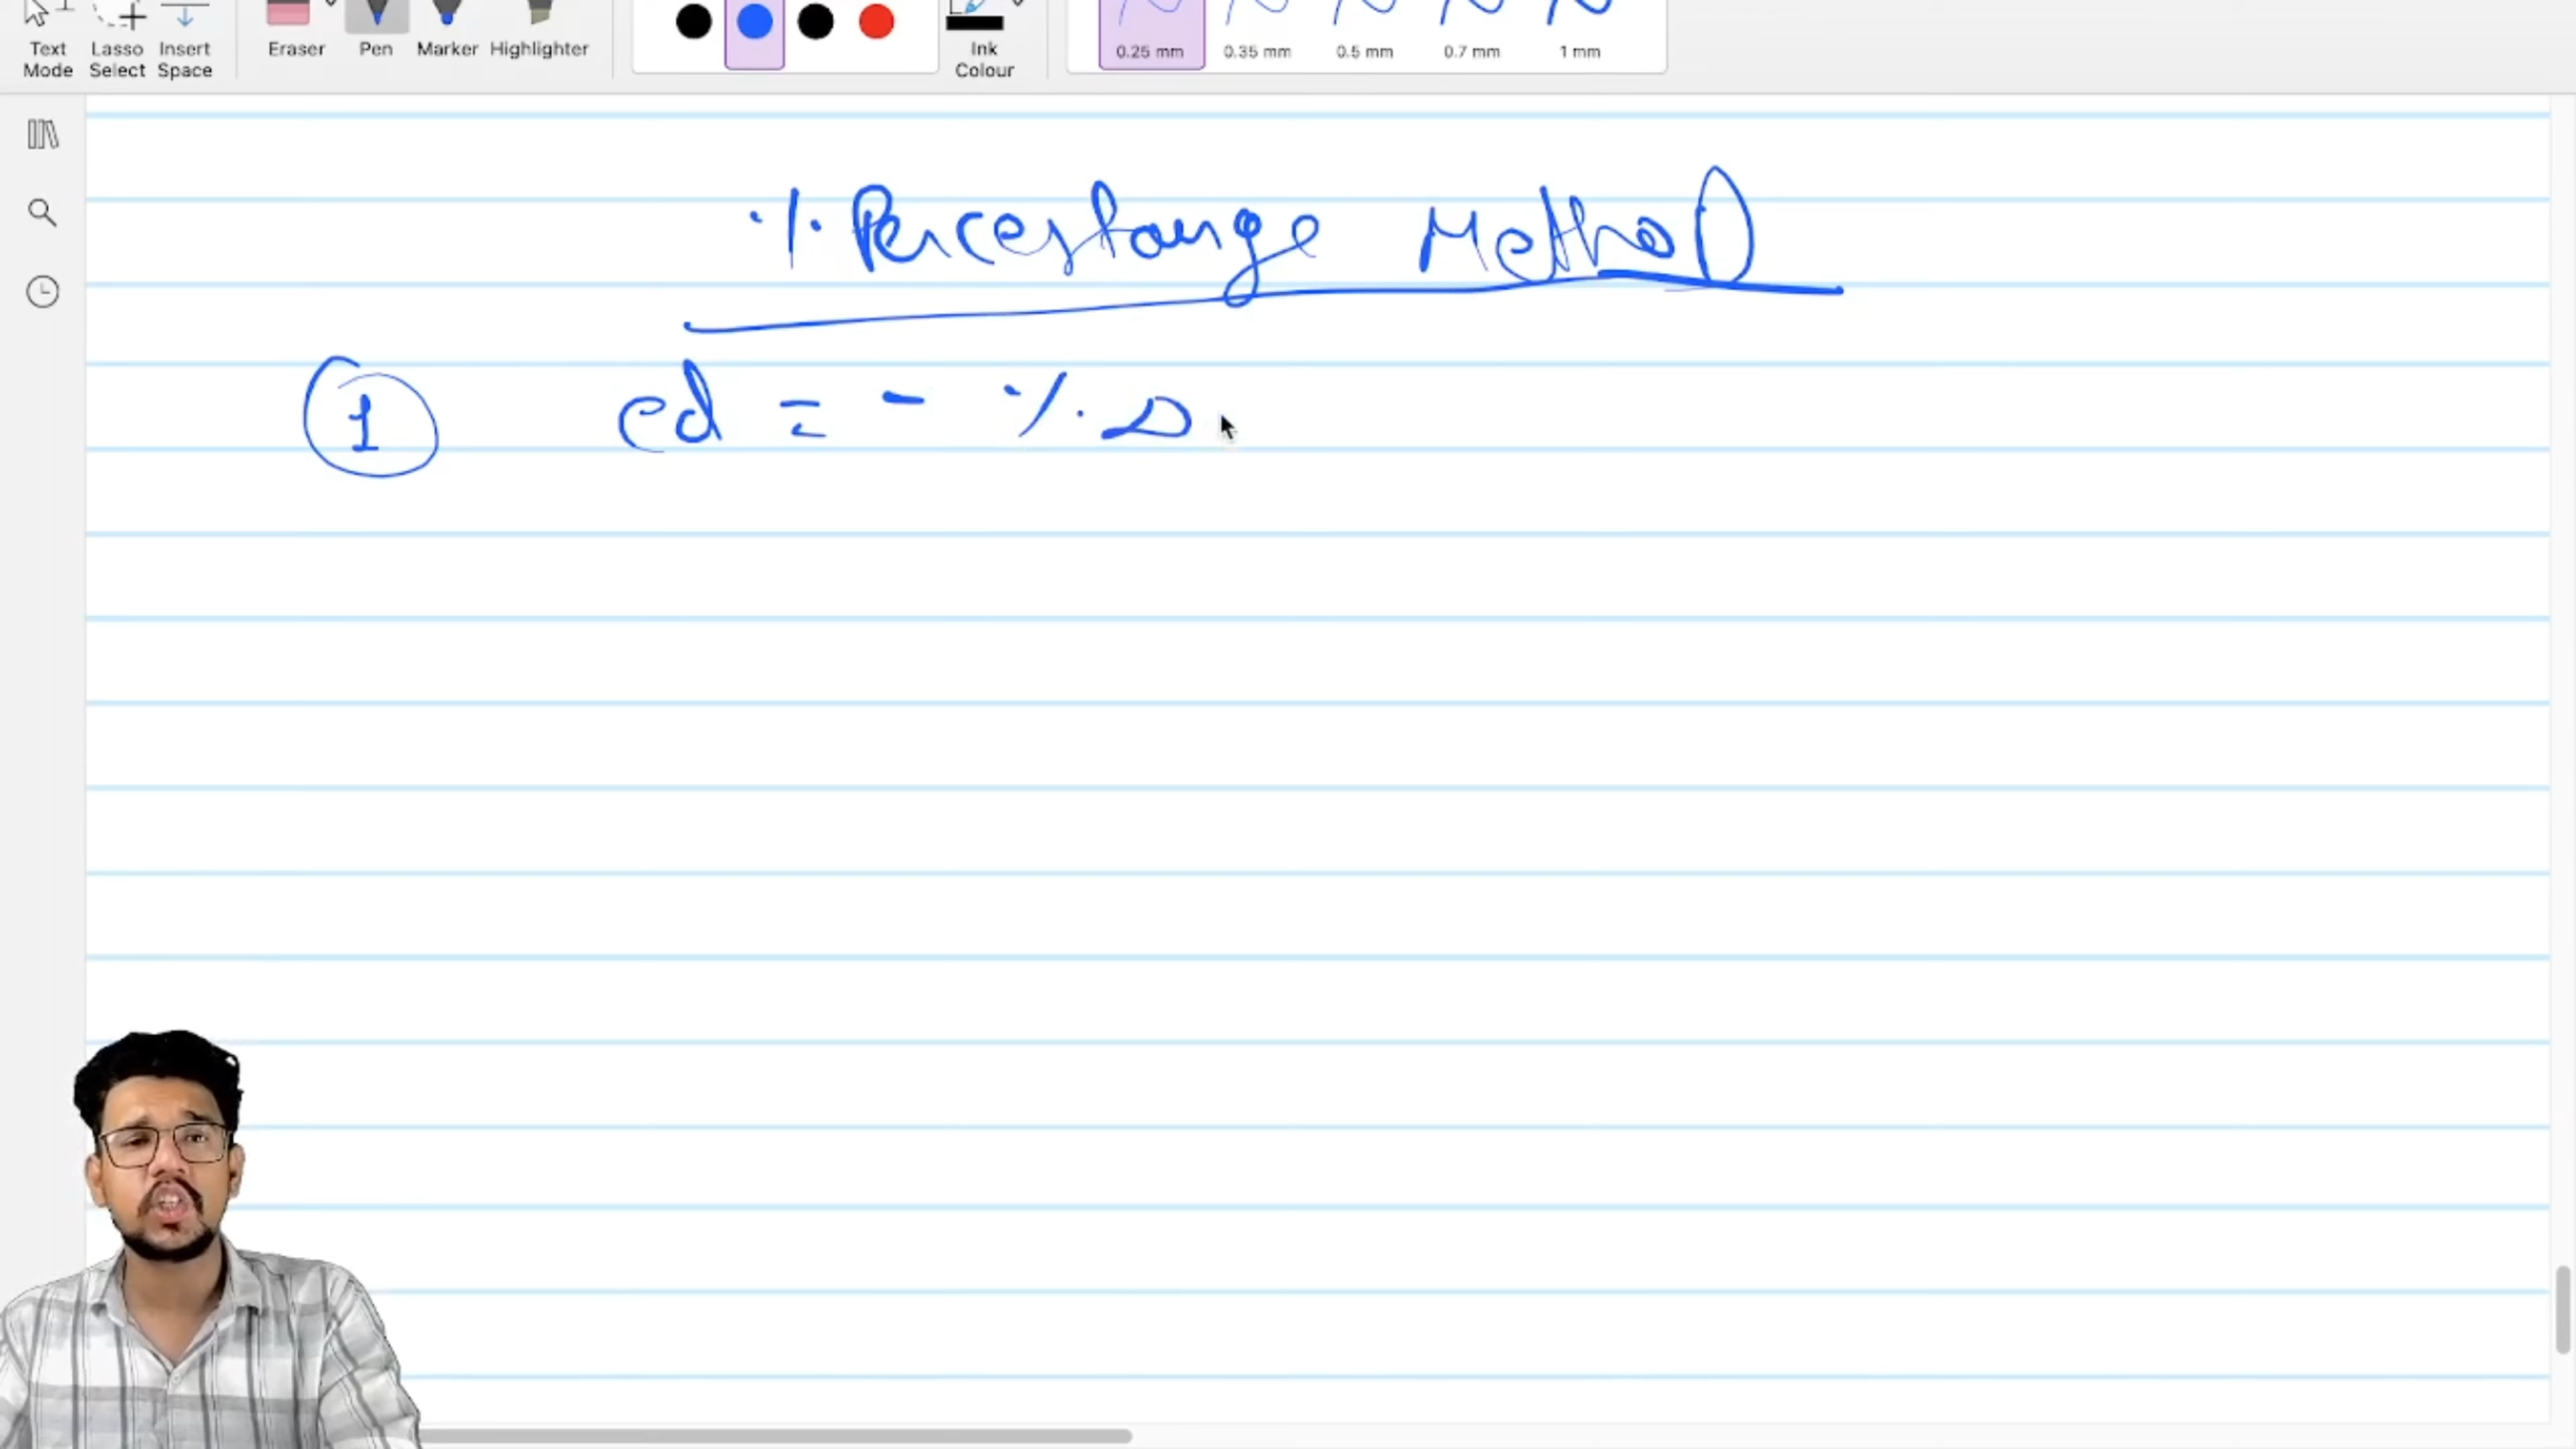 Text Mode Lasso Select Insert Space Eraser Pen Marker Highlighter Ink Colour 0.25 mm 0.35 mm 0.5 mm 0.7 mm 1 mm
% Percentange Method
1 ed = - % Δ